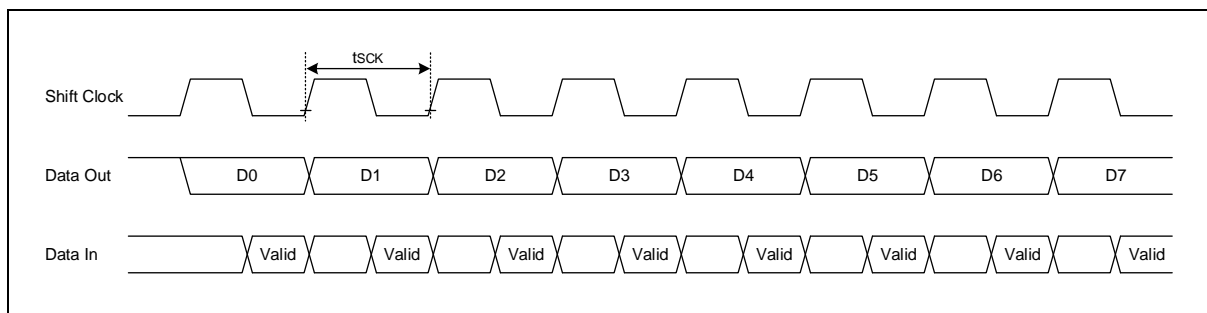 tSCK
Shift Clock
Data Out D0 D1 D2 D3 D4 D5 D6 D7
Data In Valid Valid Valid Valid Valid Valid Valid Valid